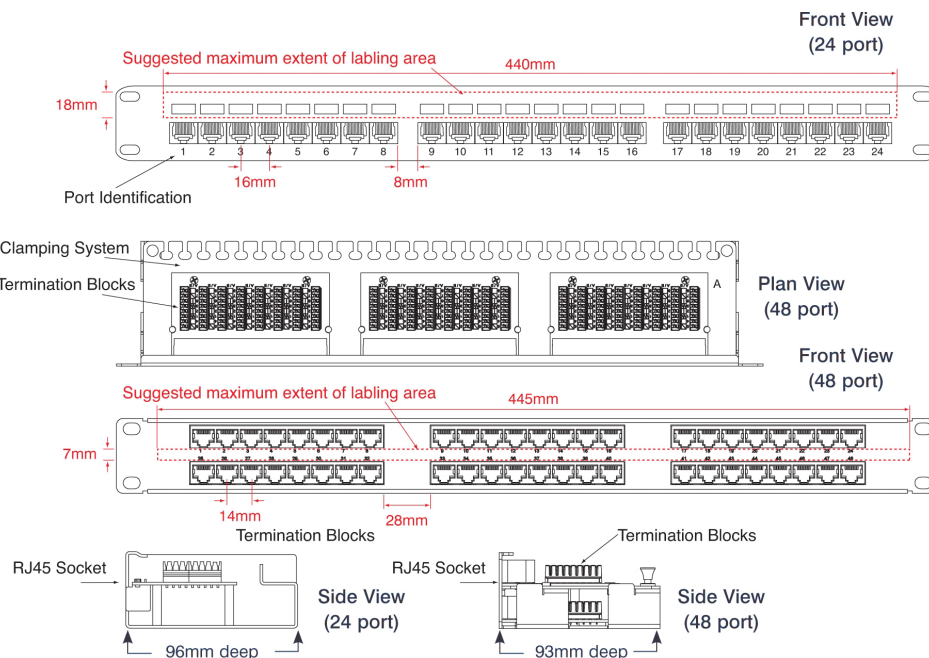 Front View
(24 port)
Suggested maximum extent of labling area
440mm
18mm
1 2 3 4 5 6 7 8 9 10 11 12 13 14 15 16 17 18 19 20 21 22 23 24
16mm
8mm
Port Identification
Clamping System
Termination Blocks
A
Plan View
(48 port)
Front View
(48 port)
Suggested maximum extent of labling area
445mm
7mm
14mm
28mm
Termination Blocks
Termination Blocks
RJ45 Socket
RJ45 Socket
Side View
(24 port)
Side View
(48 port)
96mm deep
93mm deep